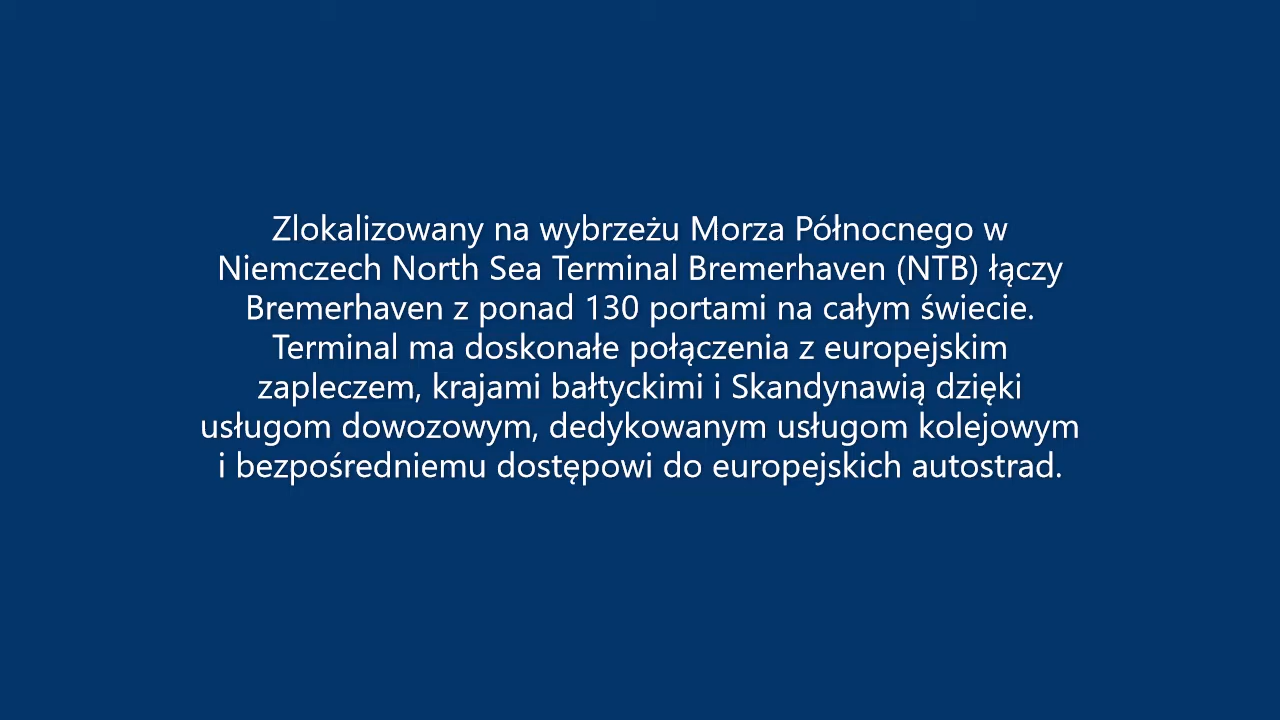 Zlokalizowany na wybrzeżu Morza Północnego w
Niemczech North Sea Terminal Bremerhaven (NTB) łączy
Bremerhaven z ponad 130 portami na całym świecie.
Terminal ma doskonałe połączenia z europejskim
zapleczem, krajami bałtyckimi i Skandynawią dzięki
usługom dowozowym, dedykowanym usługom kolejowym
i bezpośredniemu dostępowi do europejskich autostrad.